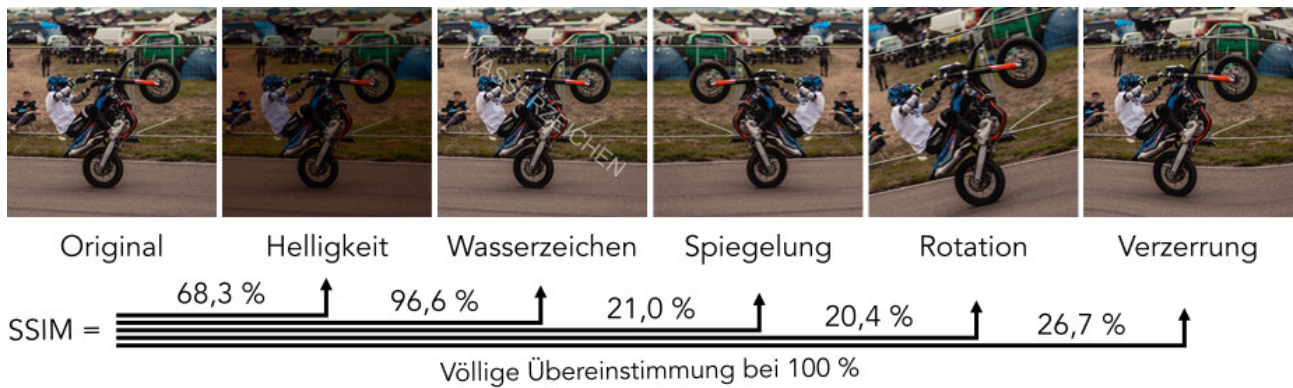 WASSERZEICHEN
Original Helligkeit Wasserzeichen Spiegelung Rotation Verzerrung
68,3 % 96,6 % 21,0 % 20,4 % 26,7 %
SSIM =
Völlige Übereinstimmung bei 100 %